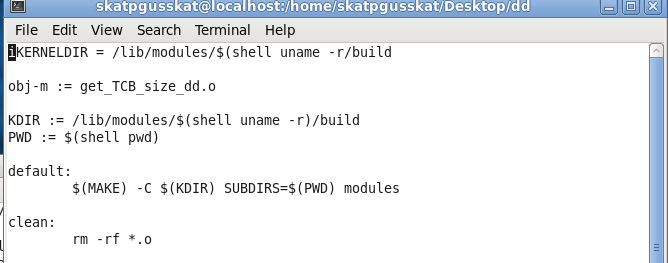 skatpgusskat@localhost:/home/skatpgusskat/Desktop/dd
File Edit View Search Terminal Help
iKERNELDIR = /lib/modules/$(shell uname -r/build
obj-m := get_TCB_size_dd.o
KDIR := /lib/modules/$(shell uname -r)/build
PWD := $(shell pwd)
default:
$(MAKE) -C $(KDIR) SUBDIRS=$(PWD) modules
clean:
rm -rf *.o